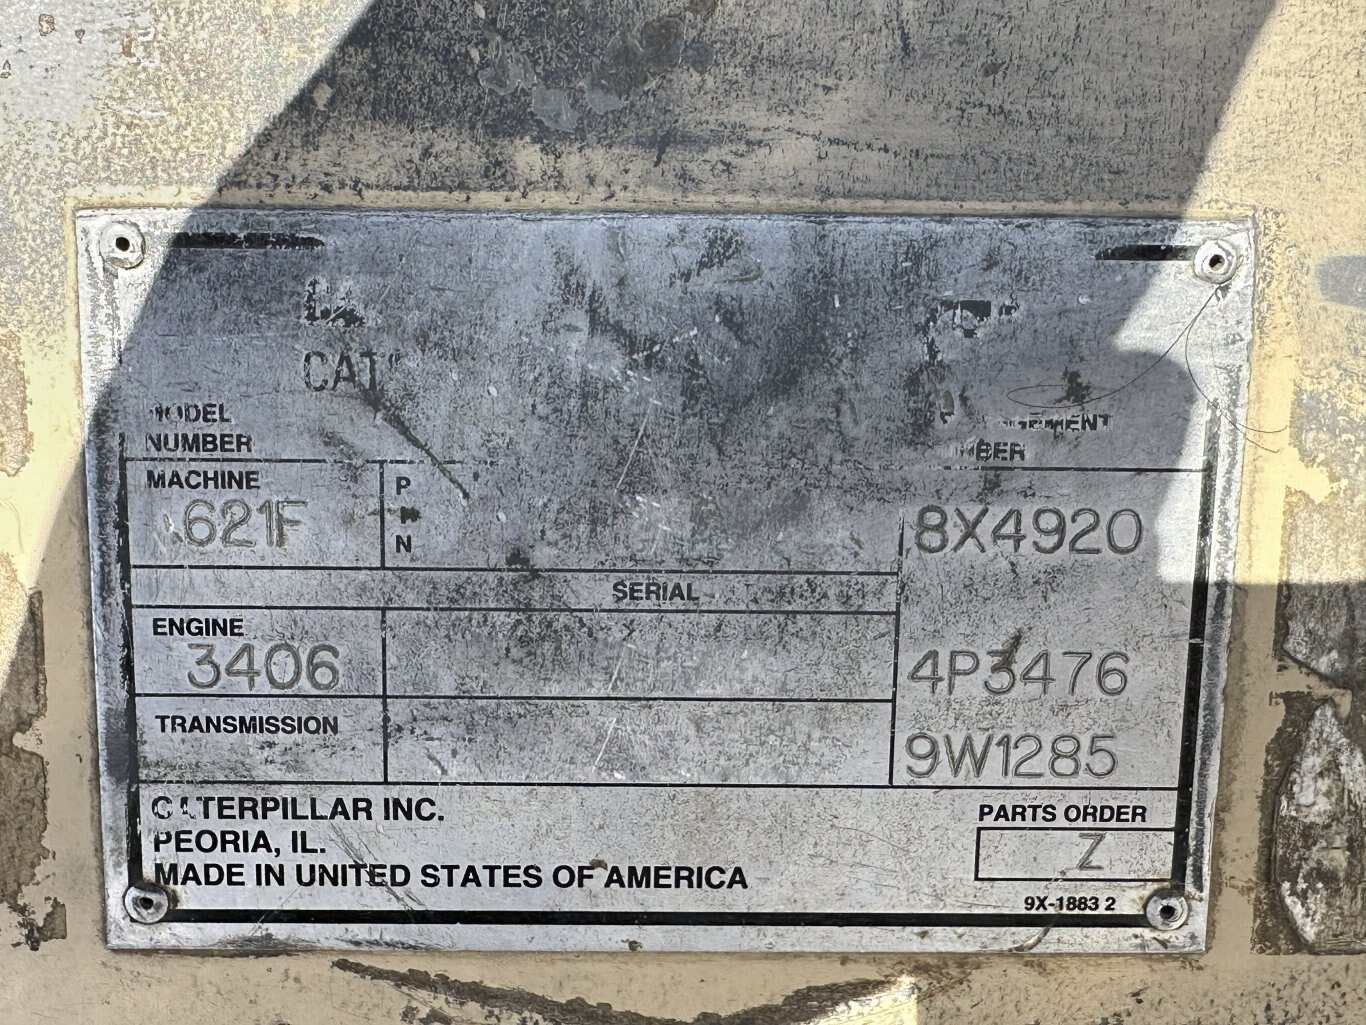 CAT
MODEL
NUMBER
MACHINE
621F
P
N
8X4920
SERIAL
ENGINE
3406
4P3476
TRANSMISSION
9W1285
CATERPILLAR INC.
PEORIA, IL.
MADE IN UNITED STATES OF AMERICA
PARTS ORDER
Z
9X-1883 2